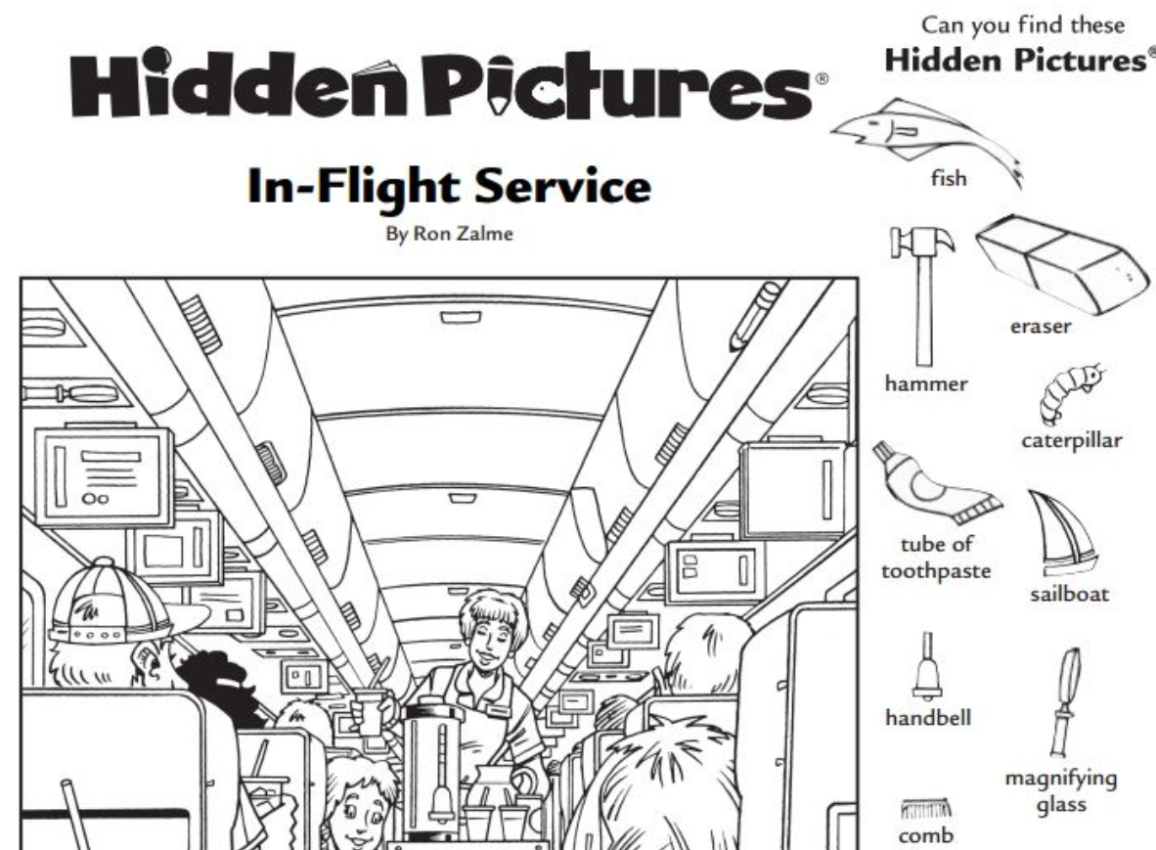 Hidden Pictures®
In-Flight Service
By Ron Zalme
Can you find these
Hidden Pictures®
fish
hammer
eraser
caterpillar
tube of
toothpaste
sailboat
handbell
magnifying
glass
comb